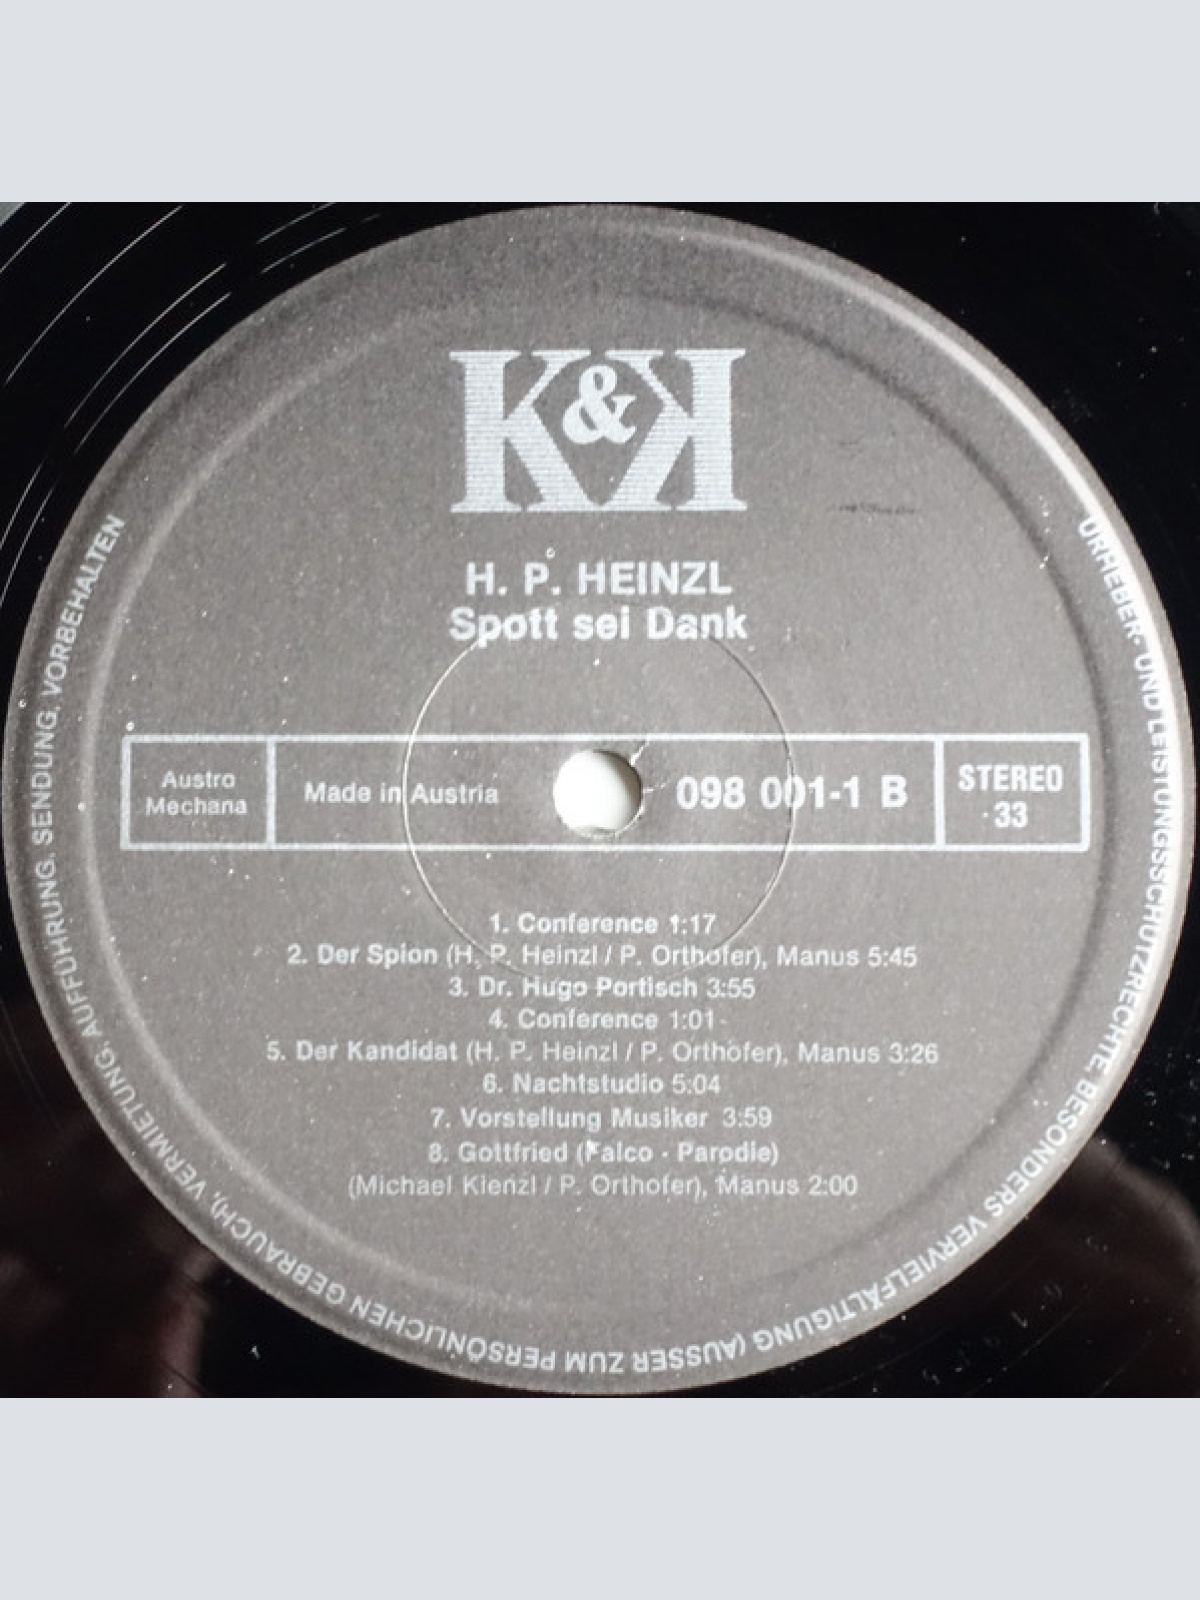 K&K
H. P. HEINZL
Spott sei Dank
Austro
Mechana
Made in Austria
098 001-1 B
STEREO
33
1. Conference 1:17
2. Der Spion (H. P. Heinzl / P. Orthofer), Manus 5:45
3. Dr. Hugo Portisch 3:55
4. Conference 1:01
5. Der Kandidat (H. P. Heinzl / P. Orthofer), Manus 3:26
6. Nachtstudio 5:04
7. Vorstellung Musiker 3:59
8. Gottfried (Falco - Parodie)
(Michael Kienzl / P. Orthofer), Manus 2:00
URHEBER- UND LEISTUNGSSCHUTZRECHTE, BESONDERS VERVIELFÄLTIGUNG (AUSSER ZUM PERSÖNLICHEN GEBRAUCH), VERMIETUNG, AUFFÜHRUNG, SENDUNG, VORBEHALTEN